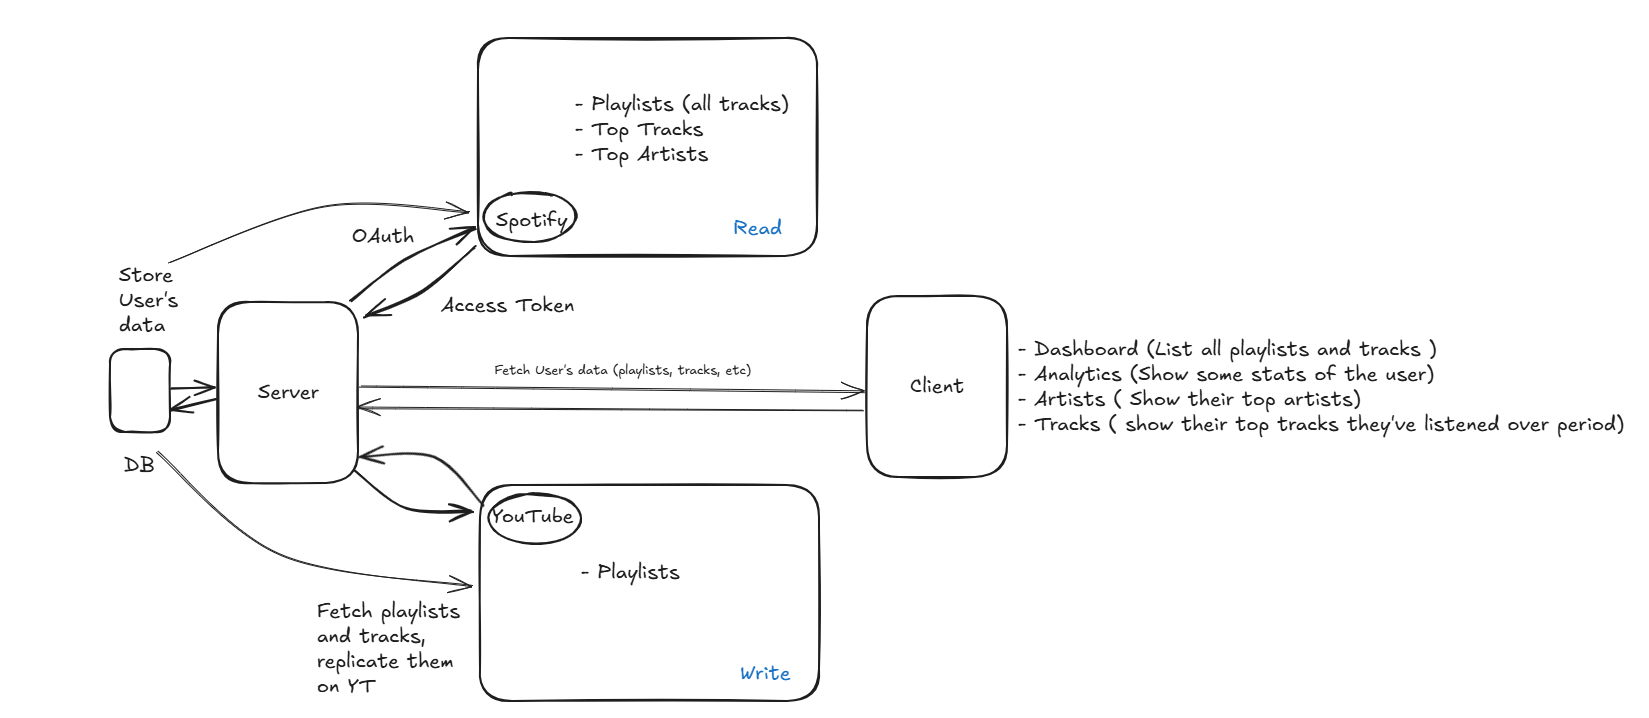 - Playlists (all tracks)
- Top Tracks
- Top Artists
Spotify
Read
OAuth
Access Token
Store
User's
data
Server
DB
Fetch User's data (playlists, tracks, etc)
Client
- Dashboard (List all playlists and tracks )
- Analytics (Show some stats of the user)
- Artists ( Show their top artists)
- Tracks ( show their top tracks they've listened over period)
YouTube
- Playlists
Write
Fetch playlists
and tracks,
replicate them
on YT